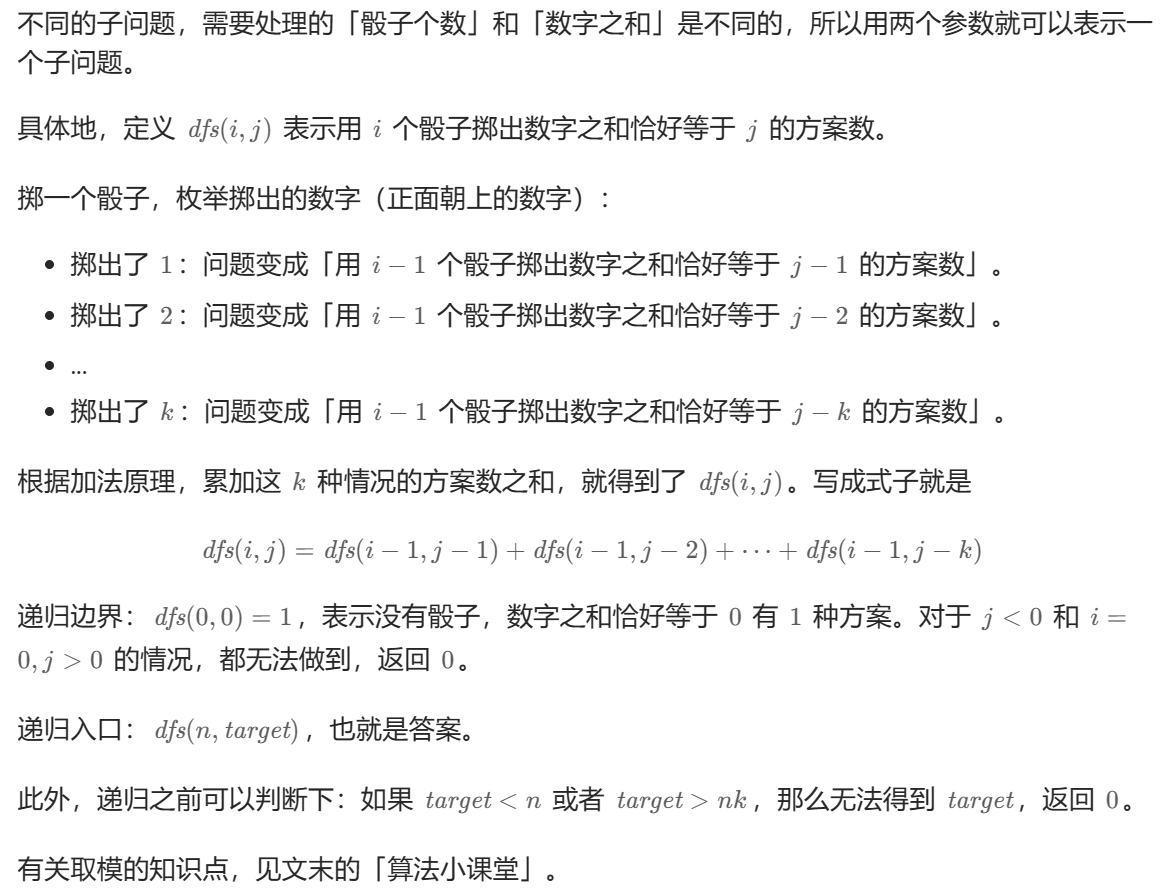 不同的子问题，需要处理的「骰子个数」和「数字之和」是不同的，所以用两个参数就可以表示一
个子问题。
具体地，定义 dfs(i, j) 表示用 i 个骰子掷出数字之和恰好等于 j 的方案数。
掷一个骰子，枚举掷出的数字（正面朝上的数字）：
• 掷出了 1：问题变成「用 i − 1 个骰子掷出数字之和恰好等于 j − 1 的方案数」。
• 掷出了 2：问题变成「用 i − 1 个骰子掷出数字之和恰好等于 j − 2 的方案数」。
• ...
• 掷出了 k：问题变成「用 i − 1 个骰子掷出数字之和恰好等于 j − k 的方案数」。
根据加法原理，累加这 k 种情况的方案数之和，就得到了 dfs(i, j)。写成式子就是
dfs(i, j) = dfs(i − 1, j − 1) + dfs(i − 1, j − 2) + ⋯ + dfs(i − 1, j − k)
递归边界：dfs(0, 0) = 1，表示没有骰子，数字之和恰好等于 0 有 1 种方案。对于 j < 0 和 i =
0, j > 0 的情况，都无法做到，返回 0。
递归入口：dfs(n, target)，也就是答案。
此外，递归之前可以判断下：如果 target < n 或者 target > nk，那么无法得到 target，返回 0。
有关取模的知识点，见文末的「算法小课堂」。